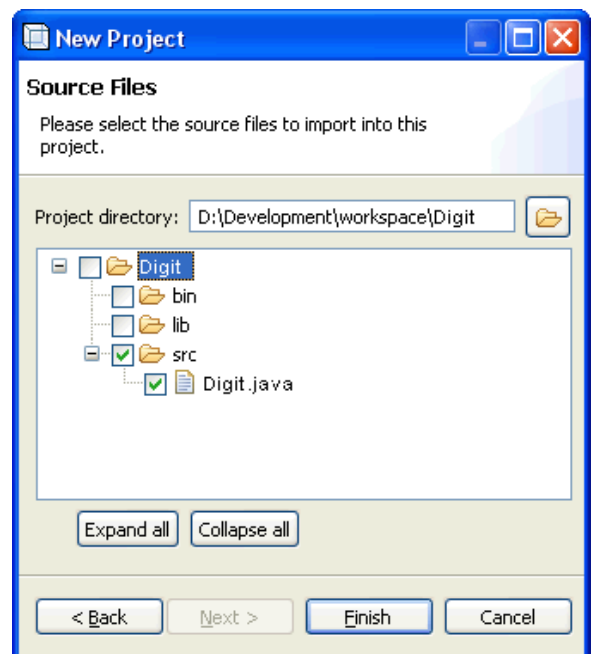 New Project
Source Files
Please select the source files to import into this
project.
Project directory: D:\Development\workspace\Digit
Digit
bin
lib
src
Digit.java
Expand all Collapse all
< Back Next > Finish Cancel